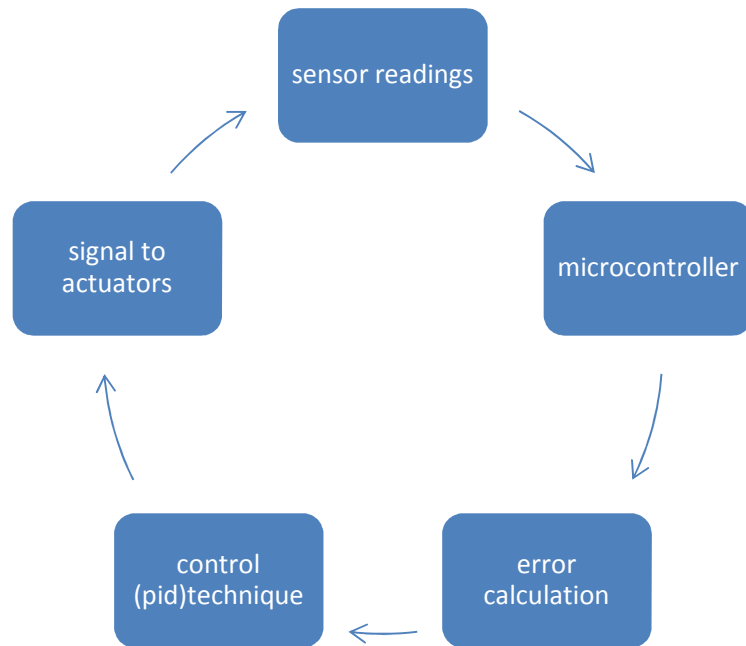 sensor readings
microcontroller
error
calculation
control
(pid)technique
signal to
actuators